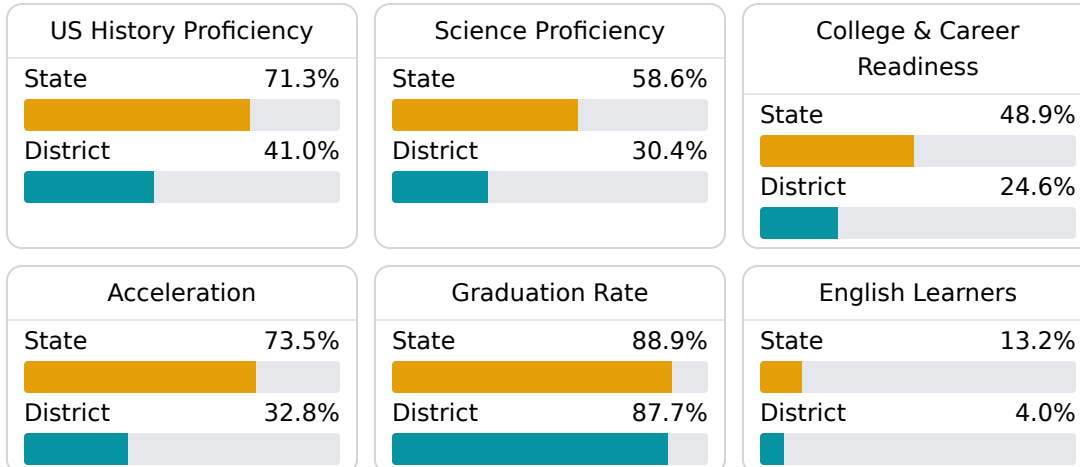 US History Proficiency
State 71.3%
District 41.0%
Science Proficiency
State 58.6%
District 30.4%
College & Career
Readiness
State 48.9%
District 24.6%
Acceleration
State 73.5%
District 32.8%
Graduation Rate
State 88.9%
District 87.7%
English Learners
State 13.2%
District 4.0%